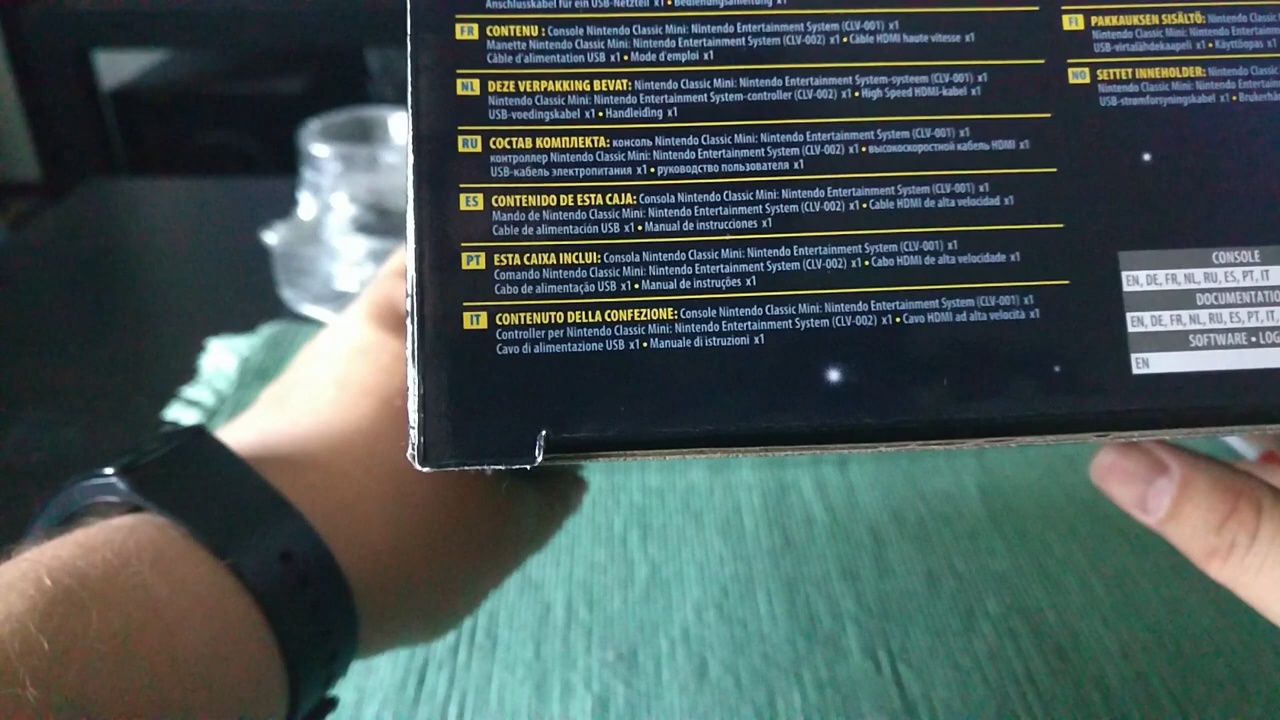 Anschlusskabel für ein USB-Netzteil x1 • Bedienungsanleitung x1
FR CONTENU : Console Nintendo Classic Mini: Nintendo Entertainment System (CLV-001) x1
Manette Nintendo Classic Mini: Nintendo Entertainment System (CLV-002) x1 • Câble HDMI haute vitesse x1
Câble d'alimentation USB x1 • Mode d'emploi x1
NL DEZE VERPAKKING BEVAT: Nintendo Classic Mini: Nintendo Entertainment System-systeem (CLV-001) x1
Nintendo Classic Mini: Nintendo Entertainment System-controller (CLV-002) x1 • High Speed HDMI-kabel x1
USB-voedingskabel x1 • Handleiding x1
RU СОСТАВ КОМПЛЕКТА: консоль Nintendo Classic Mini: Nintendo Entertainment System (CLV-001) x1
контроллер Nintendo Classic Mini: Nintendo Entertainment System (CLV-002) x1 • высокоскоростной кабель HDMI x1
USB-кабель электропитания x1 • руководство пользователя x1
ES CONTENIDO DE ESTA CAJA: Consola Nintendo Classic Mini: Nintendo Entertainment System (CLV-001) x1
Mando de Nintendo Classic Mini: Nintendo Entertainment System (CLV-002) x1 • Cable HDMI de alta velocidad x1
Cable de alimentación USB x1 • Manual de instrucciones x1
PT ESTA CAIXA INCLUI: Consola Nintendo Classic Mini: Nintendo Entertainment System (CLV-001) x1
Comando Nintendo Classic Mini: Nintendo Entertainment System (CLV-002) x1 • Cabo HDMI de alta velocidade x1
Cabo de alimentação USB x1 • Manual de instruções x1
IT CONTENUTO DELLA CONFEZIONE: Console Nintendo Classic Mini: Nintendo Entertainment System (CLV-001) x1
Controller per Nintendo Classic Mini: Nintendo Entertainment System (CLV-002) x1 • Cavo HDMI ad alta velocità x1
Cavo di alimentazione USB x1 • Manuale di istruzioni x1
FI PAKKAUKSEN SISÄLTÖ: Nintendo Classic
Nintendo Classic Mini: Nintendo
USB-virtalähdekaapeli x1 • Käyttöopas x1
NO SETTET INNEHOLDER: Nintendo Classic
Nintendo Classic Mini: Nintendo
USB-strømforsyningskabel x1 •
CONSOLE
EN, DE, FR, NL, RU, ES, PT, IT
DOCUMENTATIO
EN, DE, FR, NL, RU, ES, PT, IT,
SOFTWARE • LOG
EN